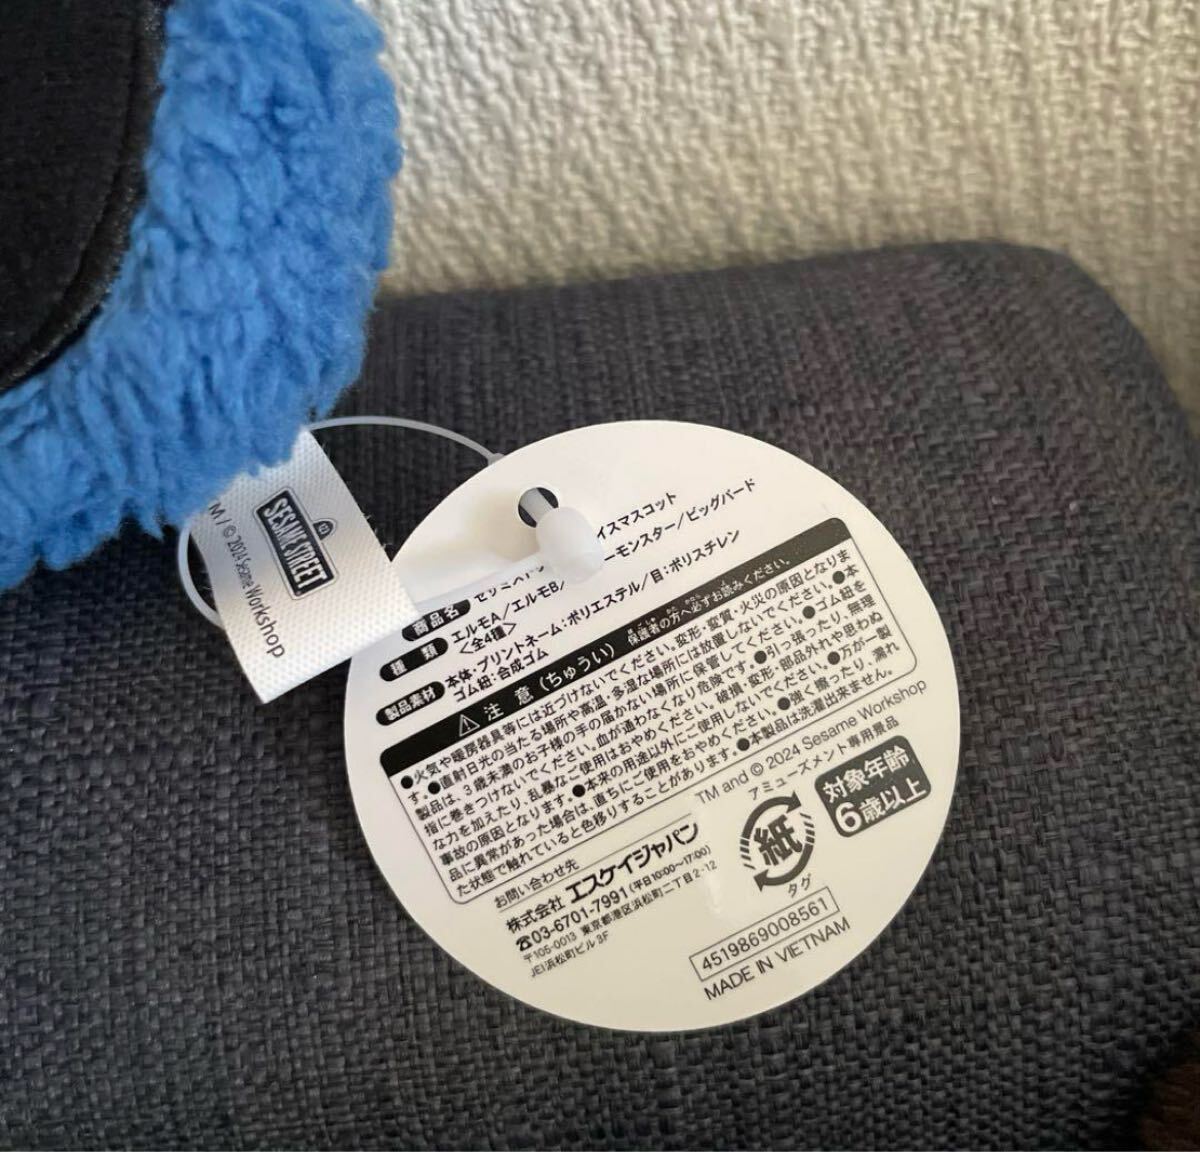 SESAME STREET
M / © 2024 Sesame Workshop
商品名
イスマスコット
種類 エルモA/エルモB/
ーモンスター/ビッグバード
<全4種>
製品素材 本体・プリントネーム:ポリエステル/目:ポリスチレン
ゴム紐:合成ゴム
注 意(ちゅうい) 保護者の方へ必ずお読みください。
●火気や暖房器具等には近づけないでください。変形・変質・火災の原因となりま
す。●直射日光の当たる場所や高温・多湿な場所には放置しないでください。●本
製品は、3歳未満のお子様の手の届かない場所に保管してください。●ゴム紐を
指に巻きつけないでください。血が通わなくなり危険です。●引っ張ったり、無理
な力を加えたり、乱暴なご使用はおやめください。破損、変形・部品外れや思わぬ
事故の原因となります。●本来の用途以外にご使用しないでください。●万が一製
品に異常があった場合は、直ちにご使用をおやめください。●強く擦ったり、濡れ
た状態で触れていると色移りすることがあります。●本製品は洗濯出来ません。
TM and © 2024 Sesame Workshop
アミューズメント専用景品
お問い合わせ先
株式会社 エスケイジャパン
☎03-6701-7991(平日10:00〜17:00)
〒105-0013 東京都港区浜松町二丁目2-12
JEI浜松町ビル3F
紙
タグ
対象年齢
6歳以上
4519869008561
MADE IN VIETNAM